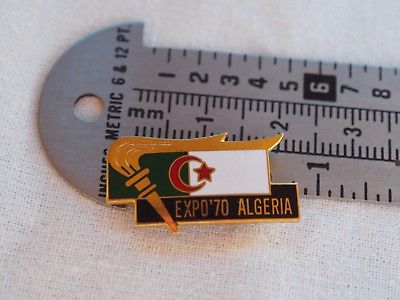 INCHES METRIC 6 & 12 PT.
1 2 3 4 5 6 7 8 9
1 2 3
EXPO'70 ALGERIA